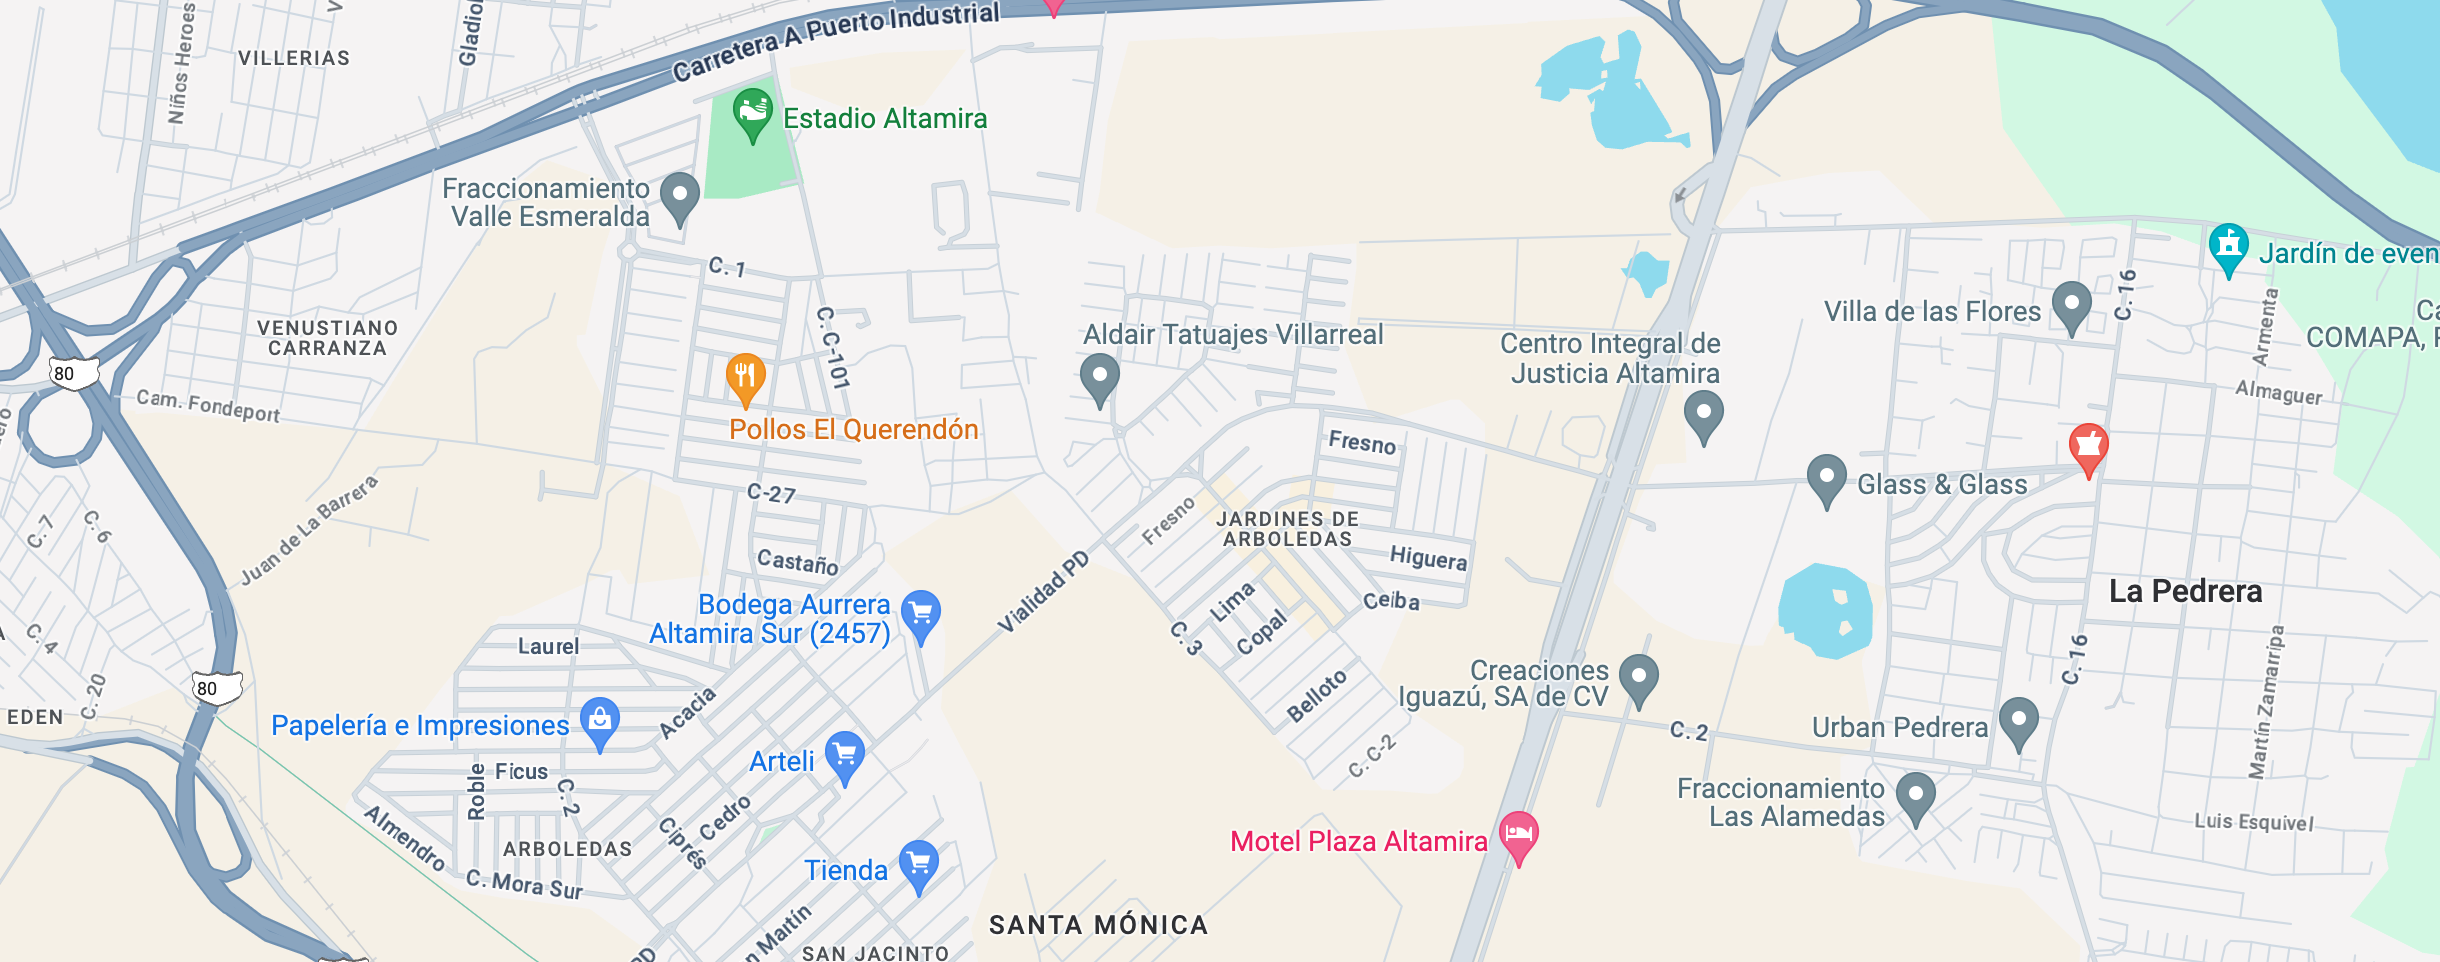 Carretera A Puerto Industrial
VILLERIAS
Niños Heroes
Estadio Altamira
Fraccionamiento
Valle Esmeralda
C. 1
C. C-101
VENUSTIANO
CARRANZA
80
Cam. Fondeport
Pollos El Querendón
C-27
Juan de La Barrera
C-7
C. 6
C. 4
C. 20
80
EDEN
Castaño
Bodega Aurrera
Altamira Sur (2457)
Laurel
Acacia
Papelería e Impresiones
Arteli
Ficus
Roble
C. 2
Cedro
Ciprés
Almendro
ARBOLEDAS
C. Mora Sur
Tienda
SAN JACINTO
SANTA MÓNICA
Vialidad PD
Aldair Tatuajes Villarreal
Fresno
Fresno
JARDINES DE
ARBOLEDAS
Higuera
Ceiba
Lima
Copal
C. 3
Belloto
C. C-2
Centro Integral de
Justicia Altamira
Creaciones
Iguazú, SA de CV
Motel Plaza Altamira
C. 2
Villa de las Flores
C. 16
Jardín de even
Armenta
COMAPA,
Almaguer
Glass & Glass
La Pedrera
C. 16
Martín Zamarripa
Urban Pedrera
Fraccionamiento
Las Alamedas
Luis Esquivel